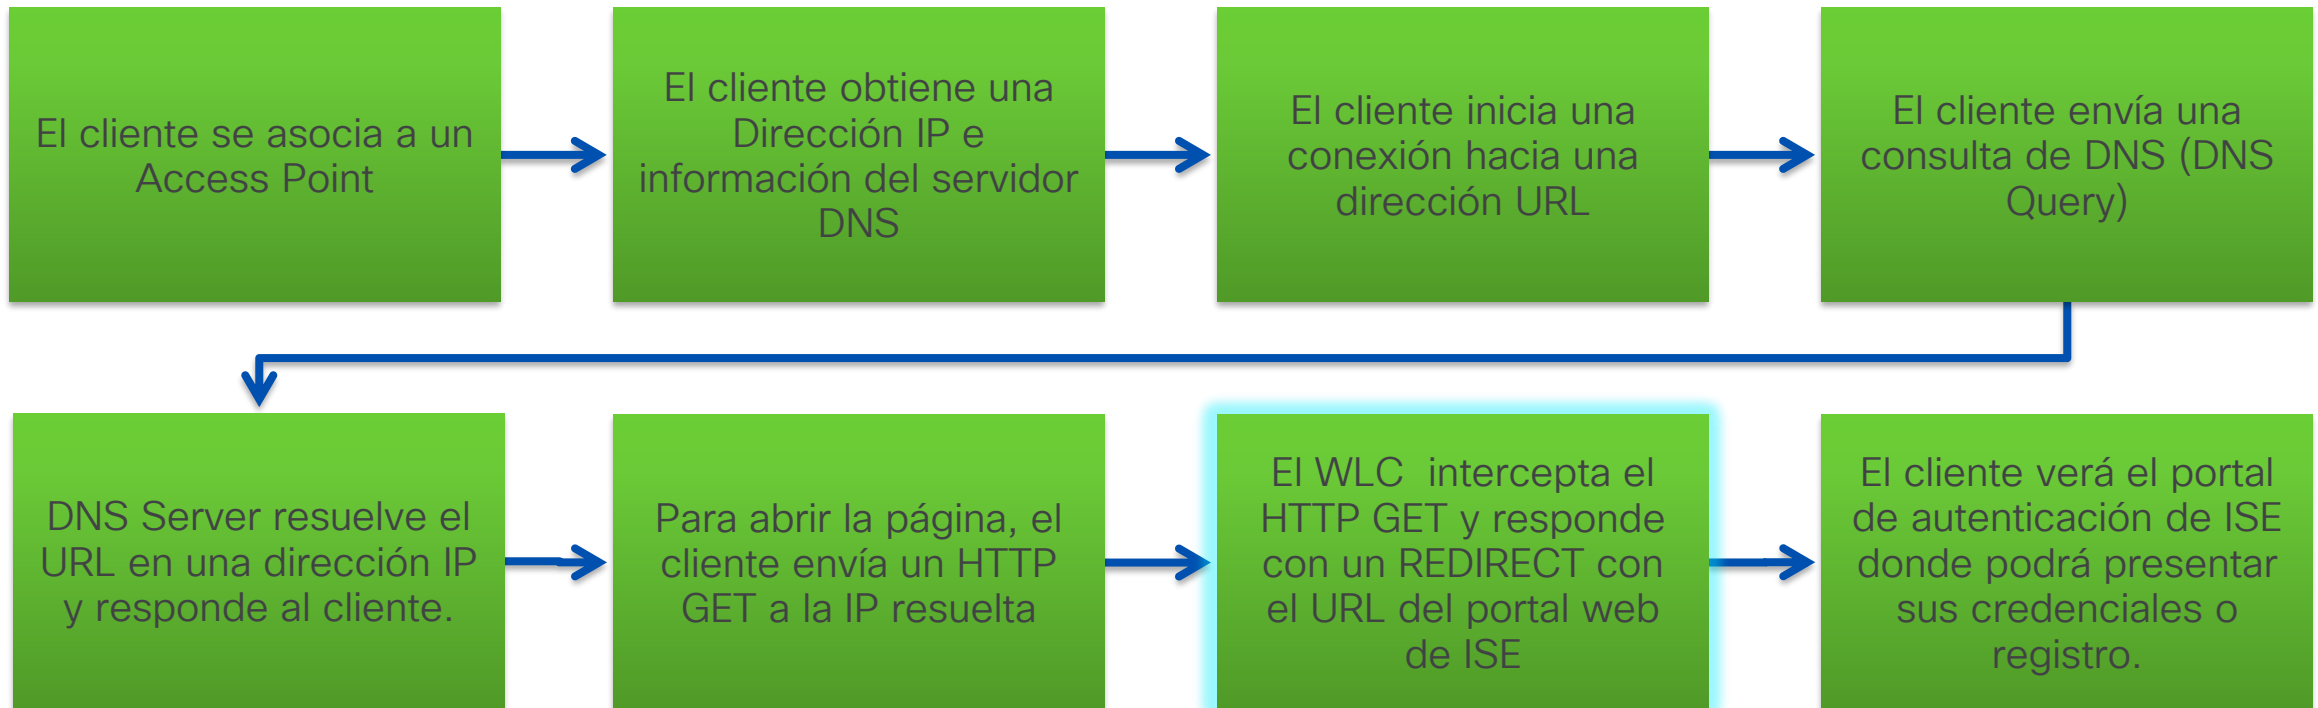 El cliente se asocia a un
Access Point
El cliente obtiene una
Dirección IP e
información del servidor
DNS
El cliente inicia una
conexión hacia una
dirección URL
El cliente envía una
consulta de DNS (DNS
Query)
DNS Server resuelve el
URL en una dirección IP
y responde al cliente.
Para abrir la página, el
cliente envía un HTTP
GET a la IP resuelta
El WLC intercepta el
HTTP GET y responde
con un REDIRECT con
el URL del portal web
de ISE
El cliente verá el portal
de autenticación de ISE
donde podrá presentar
sus credenciales o
registro.